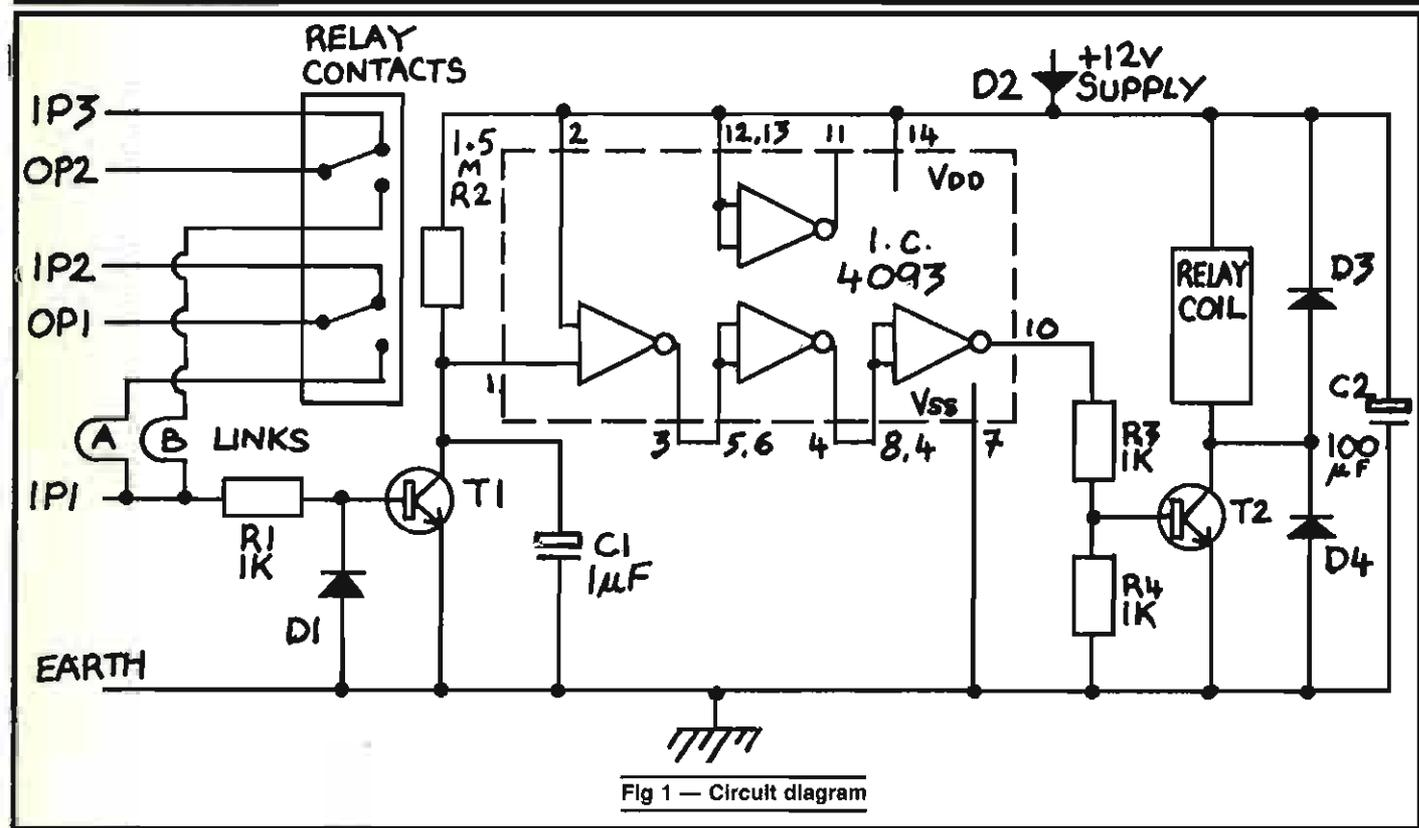 RELAY
CONTACTS
IP3
OP2
IP2
OP1
A
B
LINKS
IP1
R1
1K
D1
EARTH
1.5
M
R2
T1
C1
1µF
2
12,13
11
14
VDD
I.C.
4093
1
3
5,6
4
8,4
VSS
7
10
D2
+12V
SUPPLY
RELAY
COIL
D3
C2
100
µF
D4
R3
1K
R4
1K
T2
Fig 1 — Circuit diagram